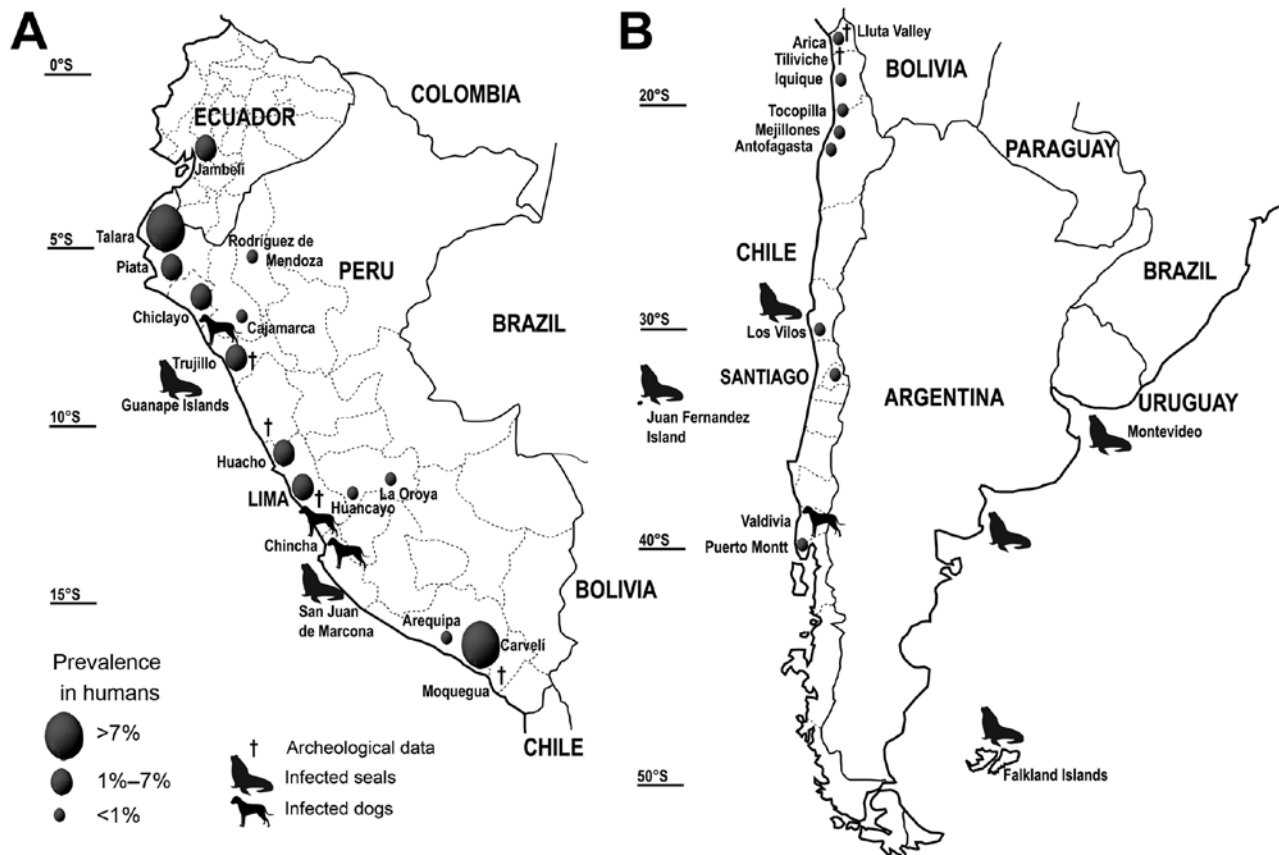 A
0°S
COLOMBIA
ECUADOR
Jambelí
Talara
5°S
Rodríguez de
Mendoza
Piata
PERU
Chiclayo
Cajamarca
BRAZIL
Trujillo
Guanape Islands
10°S
Huacho
LIMA
La Oroya
Huancayo
Chincha
BOLIVIA
15°S
San Juan
de Marcona
Arequipa
Carvelí
Moquegua
CHILE
Prevalence
in humans
>7%
1%–7%
<1%
† Archeological data
Infected seals
Infected dogs
B
Lluta Valley
Arica
Tiliviche
BOLIVIA
Iquique
20°S
Tocopilla
Mejillones
Antofagasta
PARAGUAY
CHILE
BRAZIL
30°S
Los Vilos
SANTIAGO
ARGENTINA
Juan Fernandez
Island
URUGUAY
Montevideo
Valdivia
40°S
Puerto Montt
Falkland Islands
50°S